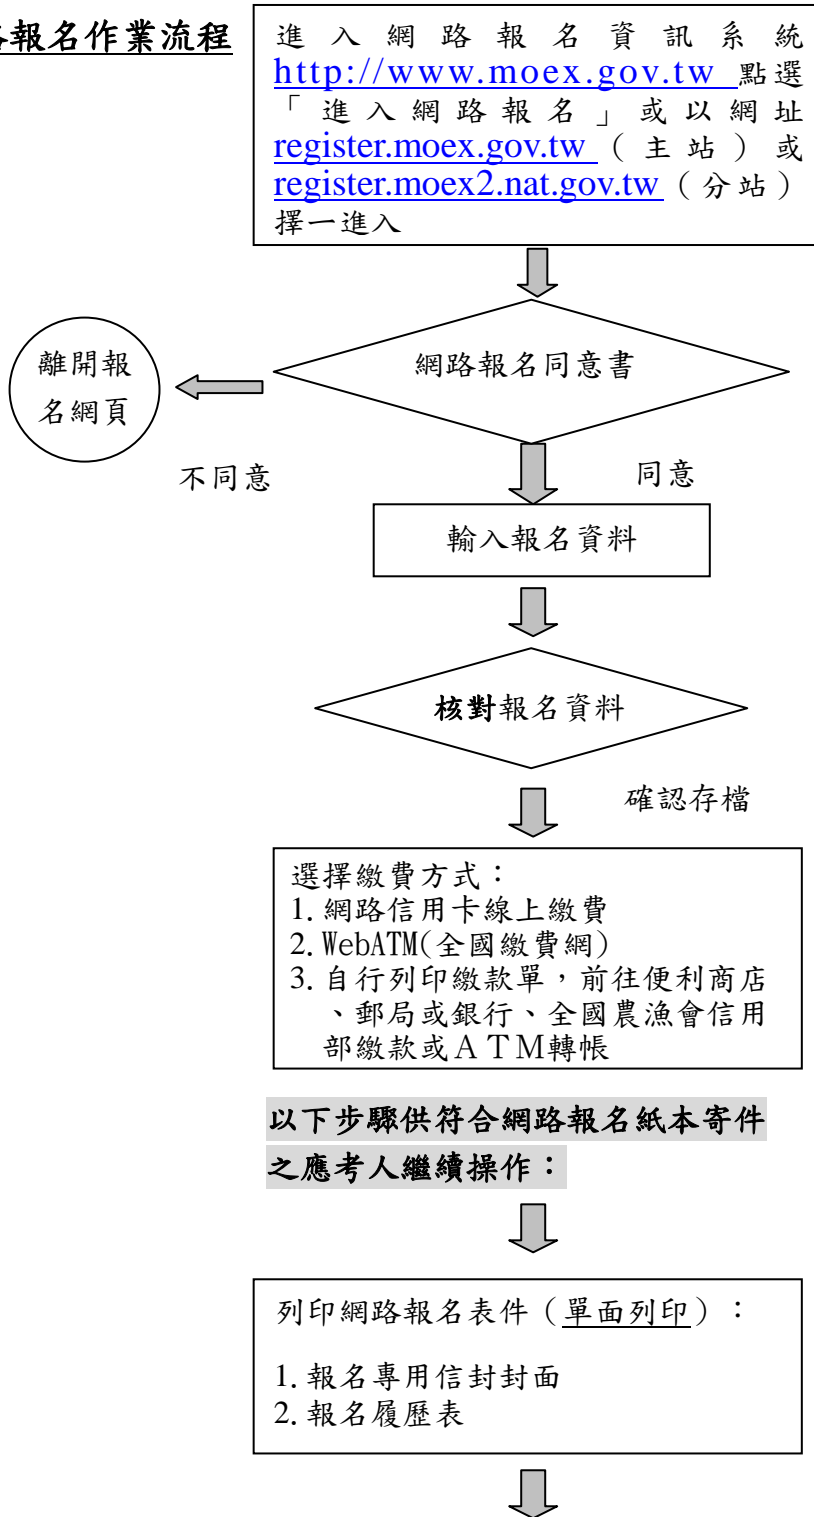 報名作業流程
進入網路報名資訊系統
http://www.moex.gov.tw 點選
「進入網路報名」或以網址
register.moex.gov.tw（主站）或
register.moex2.nat.gov.tw（分站）
擇一進入
網路報名同意書
離開報
名網頁
不同意
同意
輸入報名資料
核對報名資料
確認存檔
選擇繳費方式：
1. 網路信用卡線上繳費
2. WebATM(全國繳費網)
3. 自行列印繳款單，前往便利商店
、郵局或銀行、全國農漁會信用
部繳款或ＡＴＭ轉帳
以下步驟供符合網路報名紙本寄件
之應考人繼續操作：
列印網路報名表件（單面列印）：
1. 報名專用信封封面
2. 報名履歷表